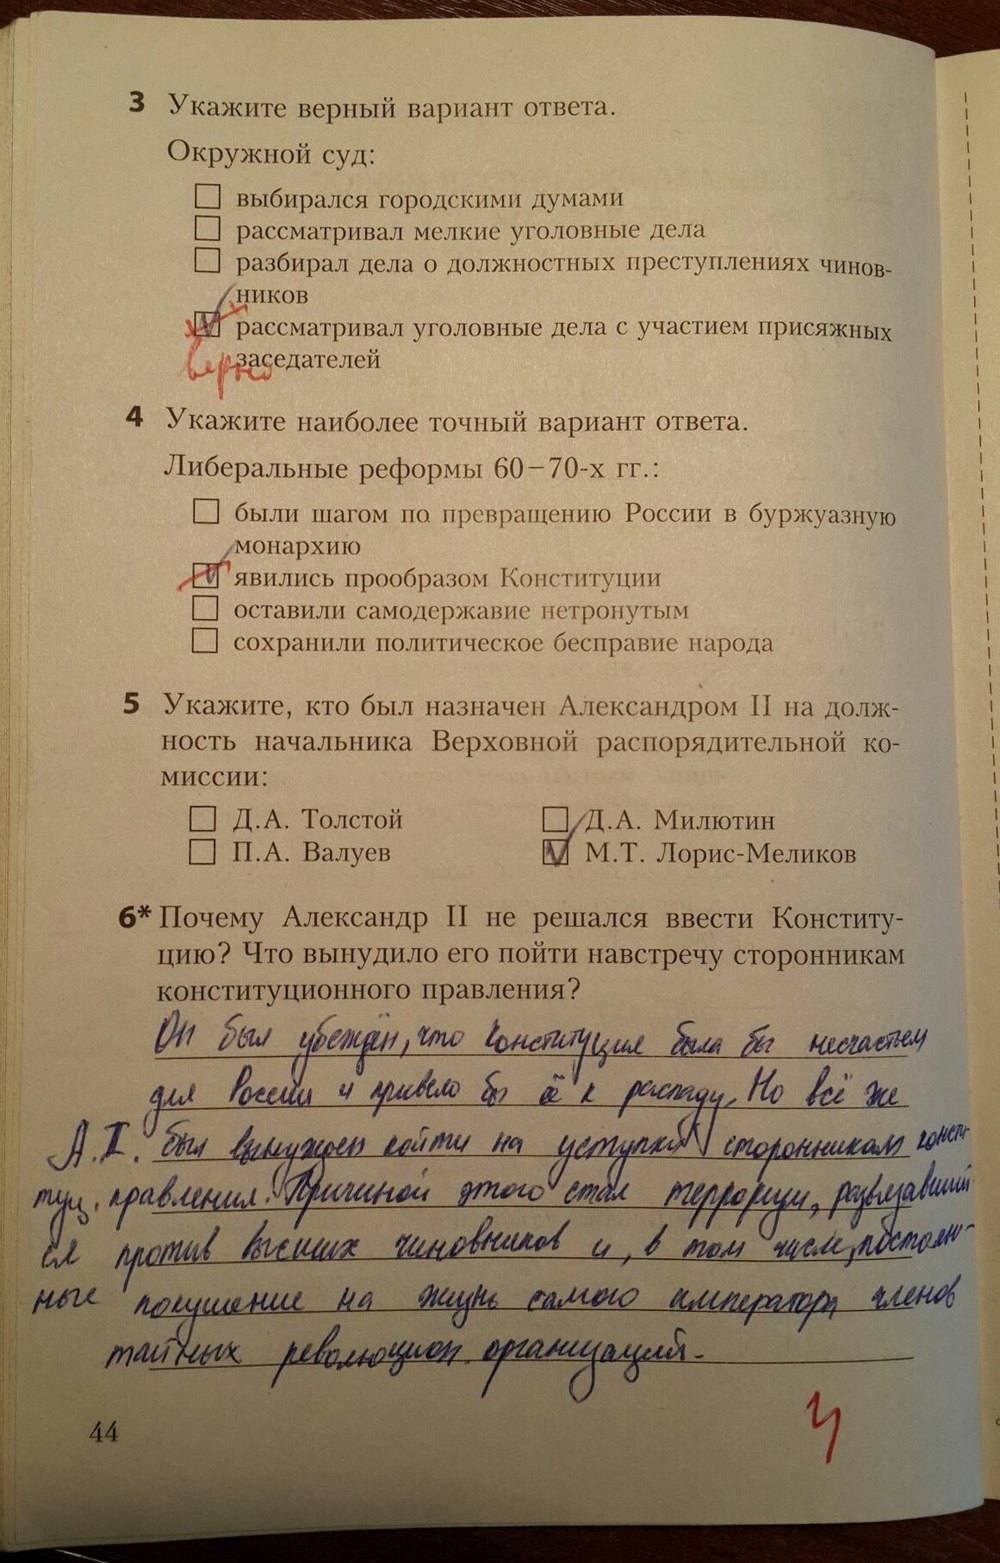 3 Укажите верный вариант ответа.
Окружной суд:
выбирался городскими думами
рассматривал мелкие уголовные дела
разбирал дела о должностных преступлениях чинов-
ников
рассматривал уголовные дела с участием присяжных
заседателей
верно
4 Укажите наиболее точный вариант ответа.
Либеральные реформы 60–70-х гг.:
были шагом по превращению России в буржуазную
монархию
явились прообразом Конституции
оставили самодержавие нетронутым
сохранили политическое бесправие народа
5 Укажите, кто был назначен Александром II на долж-
ность начальника Верховной распорядительной ко-
миссии:
Д.А. Толстой Д.А. Милютин
П.А. Валуев М.Т. Лорис-Меликов
6* Почему Александр II не решался ввести Конститу-
цию? Что вынудило его пойти навстречу сторонникам
конституционного правления?
Он был убеждён, что Конституция была бы несчастьем
для России и привело бы её к распаду. Но всё же
А.II. был вынужден пойти на уступки сторонникам консти-
туц. правления. Причиной этого стал террор, развязавший
ся против высших чиновников и, в том числе, постоян-
ные покушение на жизнь самого императора членов
тайных революцион. организаций.
44
4